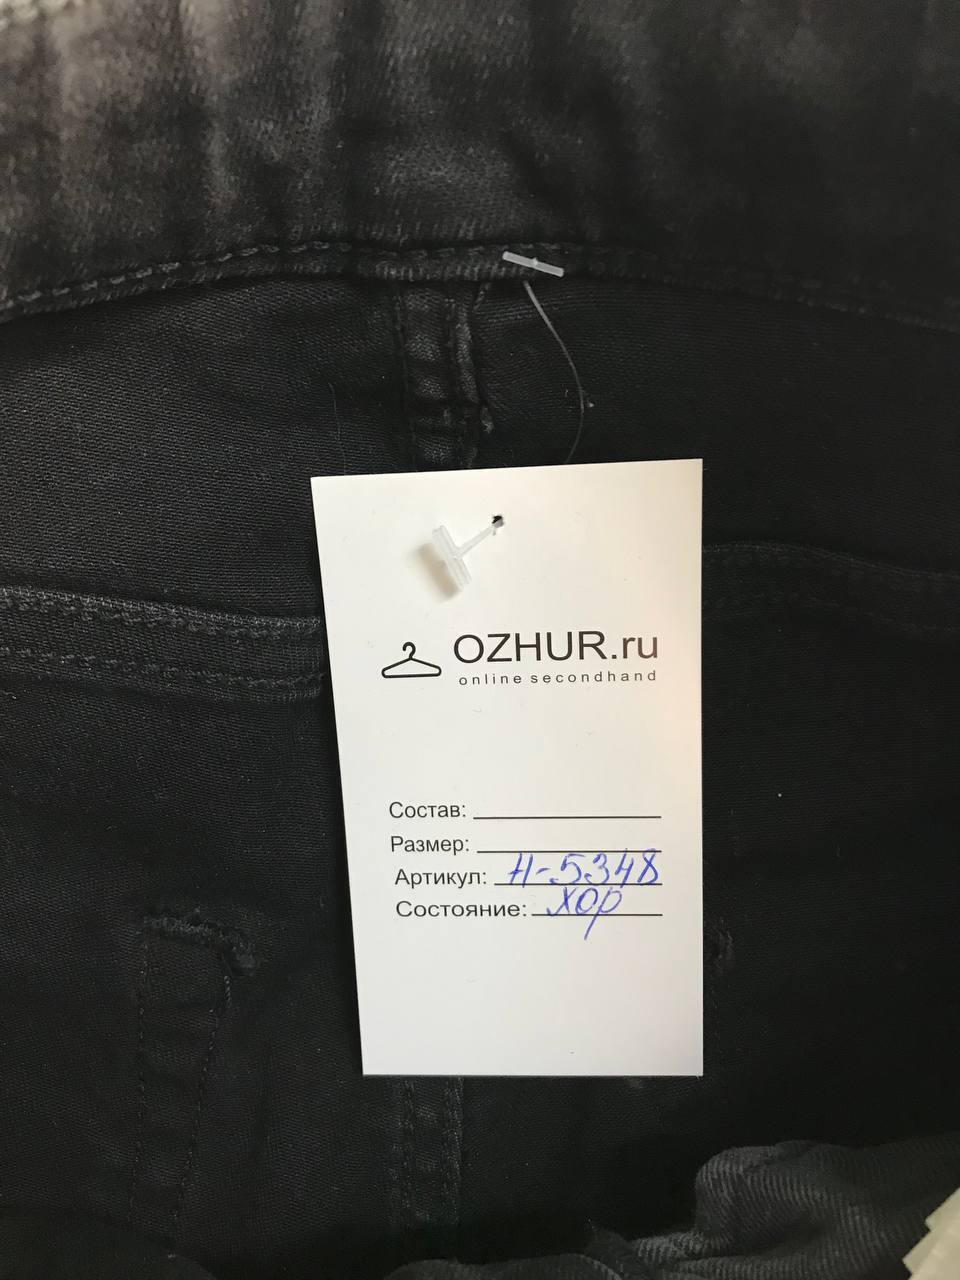 OZHUR.ru
online secondhand
Состав:
Размер:
Артикул: Н-5348
Состояние: хор